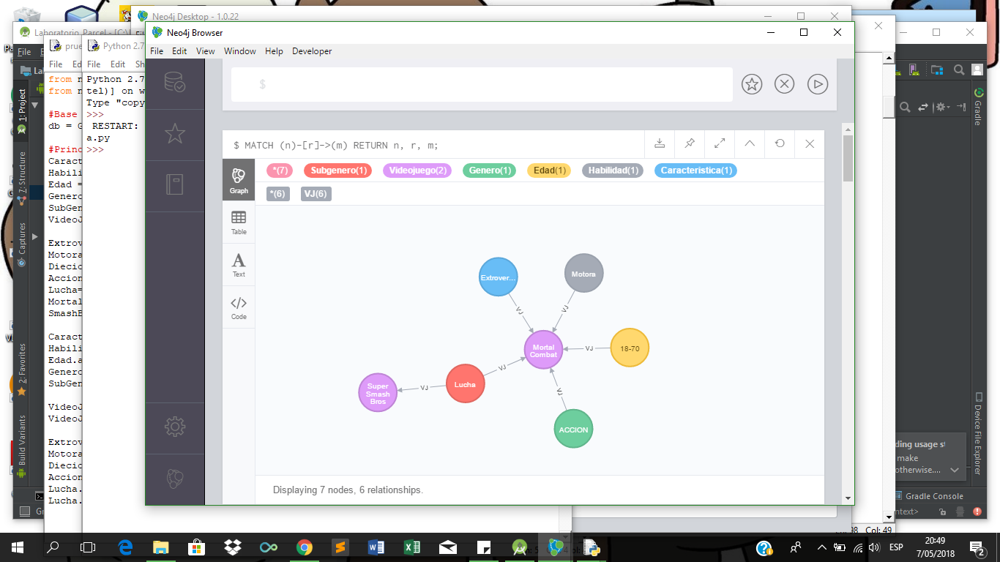 Neo4j Desktop - 1.0.22
Laboratorio_Parcel - [C:\
Neo4j Browser
File Edit View Window Help Developer
File
File Edit
File Edit
Python 2.7
from n
from n
#Base
db = G
#Princ
Caract
Habili
Edad =
Genero
SubGen
VideoJ
Extrov
Motora
Diecio
Accion
Lucha=
Mortal
SmashB
Caract
Habili
Edad.a
Genero
SubGen
VideoJ
VideoJ
Extrov
Motora
Diecio
Accion
Lucha.
Lucha.
Python 2.7
tel)] on w
Type "copy
>>>
RESTART:
a.py
>>>
1: Project
7: Structure
Captures
2: Favorites
Build Variants
$
$ MATCH (n)-[r]->(m) RETURN n, r, m;
*(7) Subgenero(1) Videojuego(2) Genero(1) Edad(1) Habilidad(1) Caracteristica(1)
*(6) VJ(6)
Graph
Table
Text
Code
Extrover...
Motora
VJ
VJ
Mortal
Combat
VJ
18-70
VJ
Lucha
VJ
Super
Smash
Bros
VJ
ACCION
Displaying 7 nodes, 6 relationships.
Gradle
Device File Explorer
ding usage st
make
otherwise....
Gradle Console
ntext>
Col: 49
ESP
20:49
7/05/2018
2